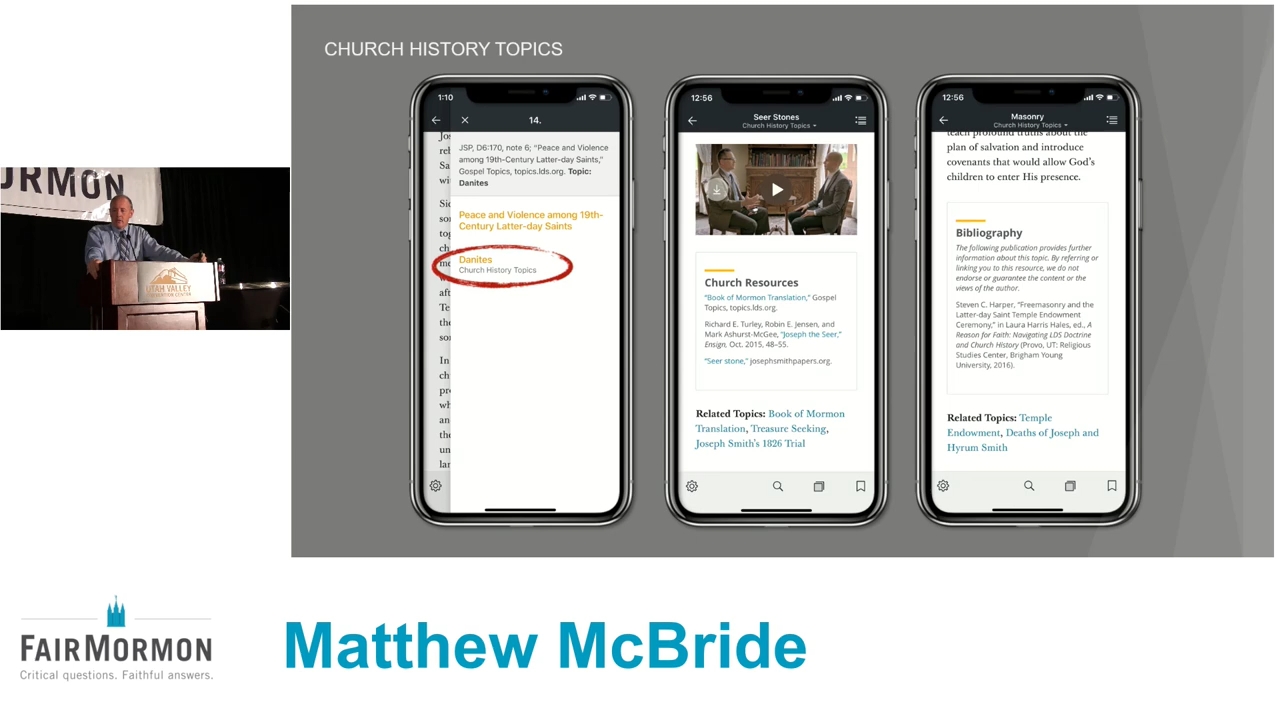 CHURCH HISTORY TOPICS
1:10
14.
Jos
JSP, D6:170, note 6; “Peace and Violence
among 19th-Century Latter-day Saints,”
Gospel Topics, topics.lds.org. Topic:
Danites
Peace and Violence among 19th-
Century Latter-day Saints
Danites
Church History Topics
12:56
Seer Stones
Church History Topics
Church Resources
“Book of Mormon Translation,” Gospel
Topics, topics.lds.org.
Richard E. Turley, Robin E. Jensen, and
Mark Ashurst-McGee, “Joseph the Seer,”
Ensign, Oct. 2015, 48–55.
“Seer stone,” josephsmithpapers.org.
Related Topics: Book of Mormon
Translation, Treasure Seeking,
Joseph Smith’s 1826 Trial
12:56
Masonry
Church History Topics
teach profound truths about the
plan of salvation and introduce
covenants that would allow God’s
children to enter His presence.
Bibliography
The following publication provides further
information about this topic. By referring or
linking you to this resource, we do not
endorse or guarantee the content or the
views of the author.
Steven C. Harper, “Freemasonry and the
Latter-day Saint Temple Endowment
Ceremony,” in Laura Harris Hales, ed., A
Reason for Faith: Navigating LDS Doctrine
and Church History (Provo, UT: Religious
Studies Center, Brigham Young
University, 2016).
Related Topics: Temple
Endowment, Deaths of Joseph and
Hyrum Smith
RMON
UTAH VALLEY
CONVENTION CENTER
FAIRMORMON
Critical questions. Faithful answers.
Matthew McBride